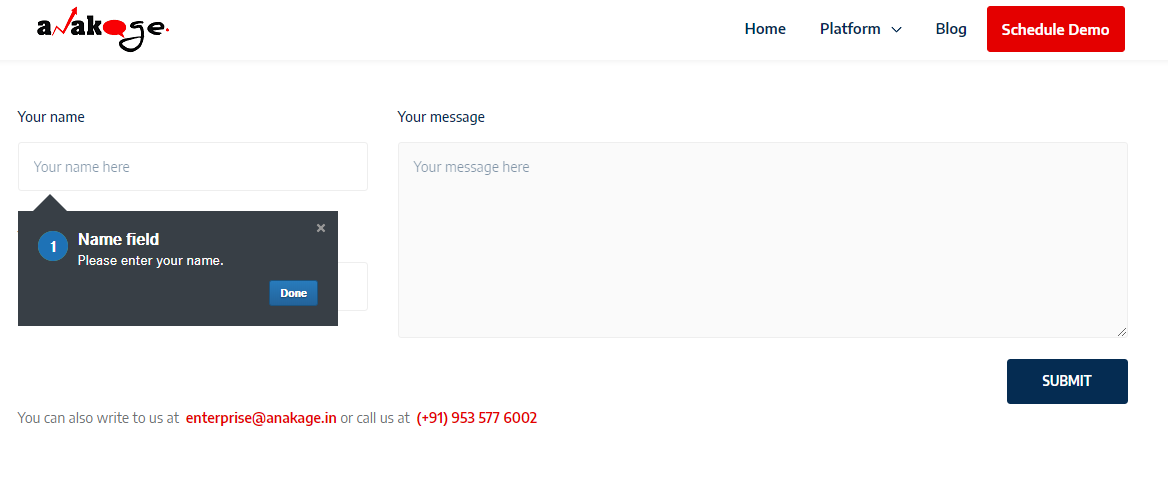 anakage.
Home Platform Blog Schedule Demo
Your name
Your name here
Your message
Your message here
1
Name field
Please enter your name.
Done
SUBMIT
You can also write to us at enterprise@anakage.in or call us at (+91) 953 577 6002